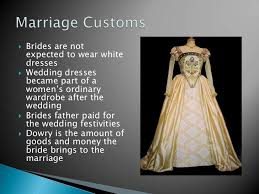 Marriage Customs
Brides are not
expected to wear white
dresses
Wedding dresses
became part of a
women's ordinary
wardrobe after the
wedding
Brides father paid for
the wedding festivities
Dowry is the amount of
goods and money the
bride brings to the
marriage